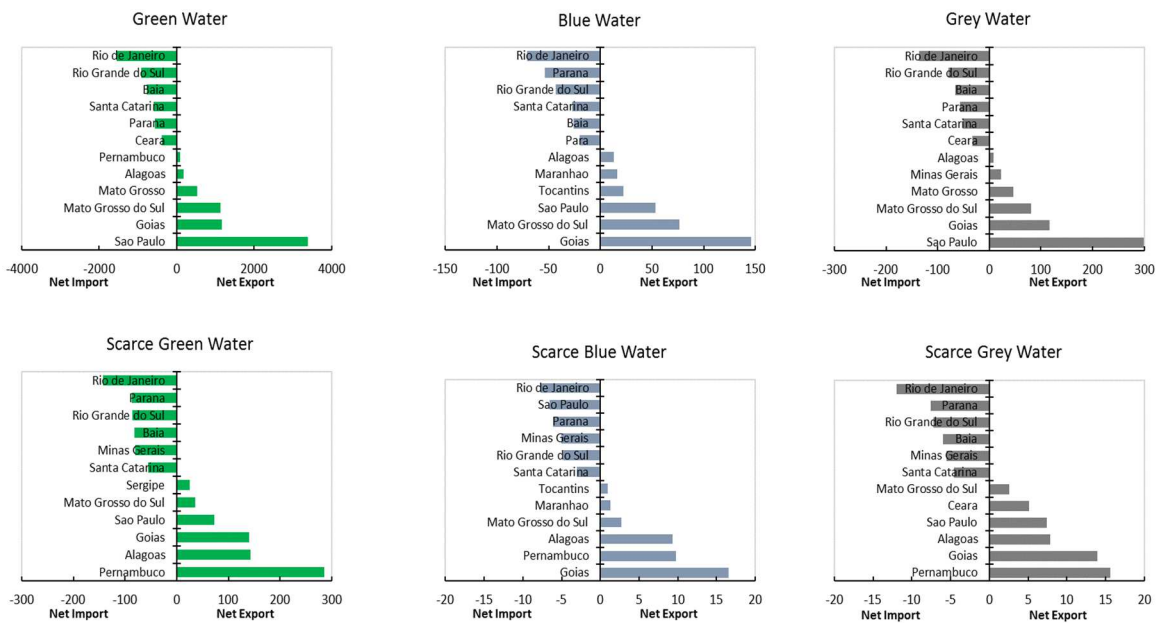 Green Water
Rio de Janeiro
Rio Grande do Sul
Baia
Santa Catarina
Parana
Ceara
Pernambuco
Alagoas
Mato Grosso
Mato Grosso do Sul
Goias
Sao Paulo
-4000 -2000 0 2000 4000
Net Import Net Export
Blue Water
Rio de Janeiro
Parana
Rio Grande do Sul
Santa Catarina
Baia
Para
Alagoas
Maranhao
Tocantins
Sao Paulo
Mato Grosso do Sul
Goias
-150 -100 -50 0 50 100 150
Net Import Net Export
Grey Water
Rio de Janeiro
Rio Grande do Sul
Baia
Parana
Santa Catarina
Ceara
Alagoas
Minas Gerais
Mato Grosso
Mato Grosso do Sul
Goias
Sao Paulo
-300 -200 -100 0 100 200 300
Net Import Net Export
Scarce Green Water
Rio de Janeiro
Parana
Rio Grande do Sul
Baia
Minas Gerais
Santa Catarina
Sergipe
Mato Grosso do Sul
Sao Paulo
Goias
Alagoas
Pernambuco
-300 -200 -100 0 100 200 300
Net Import Net Export
Scarce Blue Water
Rio de Janeiro
Sao Paulo
Parana
Minas Gerais
Rio Grande do Sul
Santa Catarina
Tocantins
Maranhao
Mato Grosso do Sul
Alagoas
Pernambuco
Goias
-20 -15 -10 -5 0 5 10 15 20
Net Import Net Export
Scarce Grey Water
Rio de Janeiro
Parana
Rio Grande do Sul
Baia
Minas Gerais
Santa Catarina
Mato Grosso do Sul
Ceara
Sao Paulo
Alagoas
Goias
Pernambuco
-20 -15 -10 -5 0 5 10 15 20
Net Import Net Export